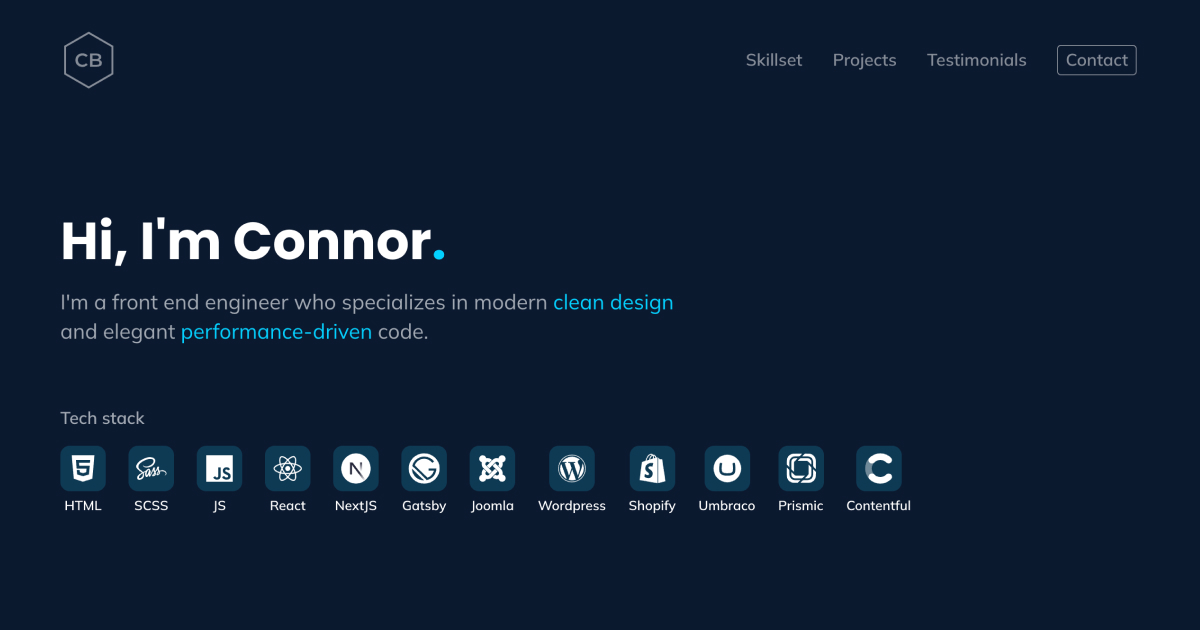 CB
Skillset Projects Testimonials Contact
Hi, I'm Connor.
I'm a front end engineer who specializes in modern clean design
and elegant performance-driven code.
Tech stack
5 Sass JS N S U
HTML SCSS JS React NextJS Gatsby Joomla Wordpress Shopify Umbraco Prismic Contentful